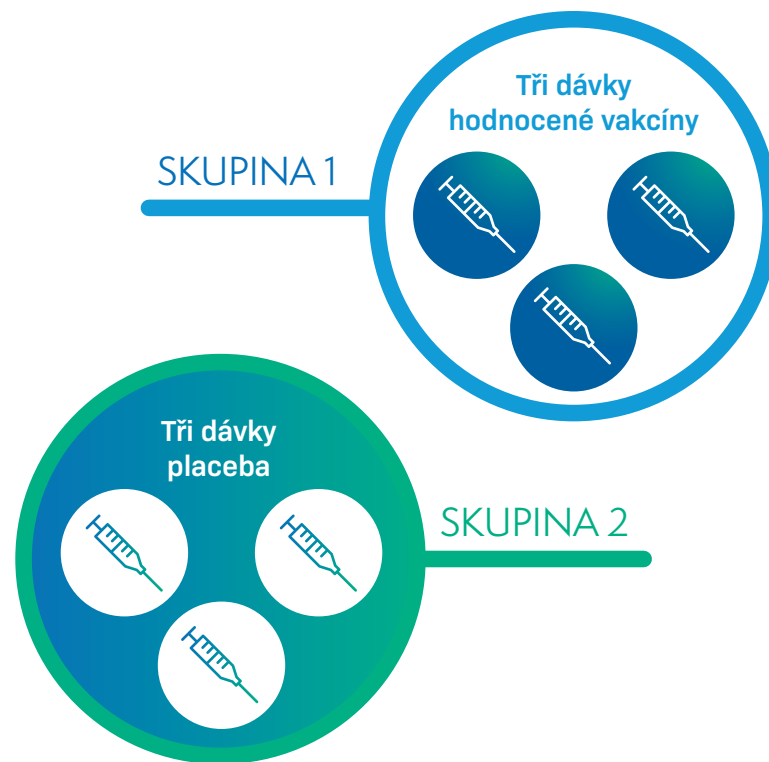 Tři dávky
hodnocené vakcíny
SKUPINA 1
Tři dávky
placeba
SKUPINA 2